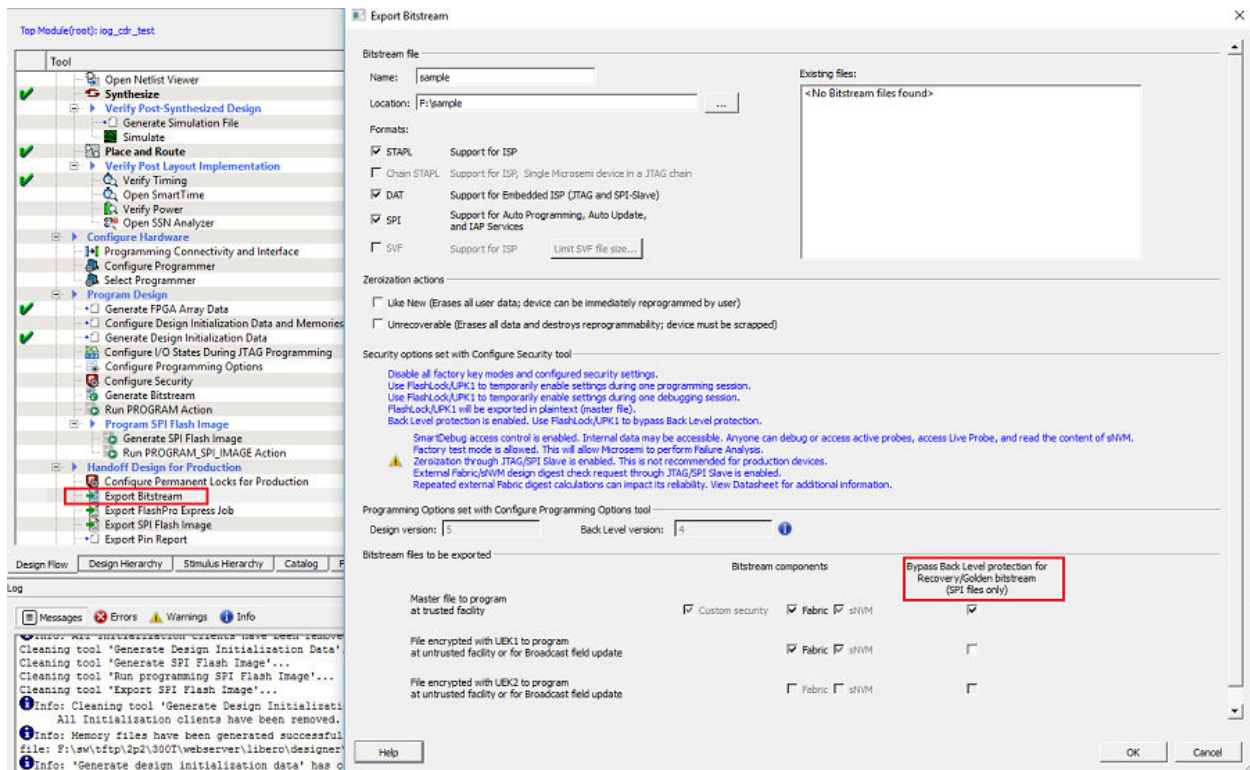 Top Module(root): iog_cdr_test
Tool
Open Netlist Viewer
Synthesize
Verify Post-Synthesized Design
Generate Simulation File
Simulate
Place and Route
Verify Post Layout Implementation
Verify Timing
Open SmartTime
Verify Power
Open SSN Analyzer
Configure Hardware
Programming Connectivity and Interface
Configure Programmer
Select Programmer
Program Design
Generate FPGA Array Data
Configure Design Initialization Data and Memories
Generate Design Initialization Data
Configure I/O States During JTAG Programming
Configure Programming Options
Configure Security
Generate Bitstream
Run PROGRAM Action
Program SPI Flash Image
Generate SPI Flash Image
Run PROGRAM_SPI_IMAGE Action
Handoff Design for Production
Configure Permanent Locks for Production
Export Bitstream
Export FlashPro Express Job
Export SPI Flash Image
Export Pin Report
Design Flow Design Hierarchy Stimulus Hierarchy Catalog
Log
Messages Errors Warnings Info
Info: All Initialization clients have been remove
Cleaning tool 'Generate Design Initialization Data'
Cleaning tool 'Generate SPI Flash Image'...
Cleaning tool 'Run programming SPI Flash Image'...
Cleaning tool 'Export SPI Flash Image'...
Info: Cleaning tool 'Generate Design Initializati
All Initialization clients have been removed.
Info: Memory files have been generated successful
file: F:\sw\tftp\2p2\300T\webserver\libero\designer\
Info: 'Generate design initialization data' has c
Export Bitstream
Bitstream file
Name: sample
Location: F:\sample ...
Existing files:
<No Bitstream files found>
Formats:
STAPL Support for ISP
Chain STAPL Support for ISP, Single Microsemi device in a JTAG chain
DAT Support for Embedded ISP (JTAG and SPI-Slave)
SPI Support for Auto Programming, Auto Update,
and IAP Services
SVF Support for ISP Limit SVF file size...
Zeroization actions
Like New (Erases all user data; device can be immediately reprogrammed by user)
Unrecoverable (Erases all data and destroys reprogrammability; device must be scrapped)
Security options set with Configure Security tool
Disable all factory key modes and configured security settings.
Use FlashLock/UPK1 to temporarily enable settings during one programming session.
Use FlashLock/UPK1 to temporarily enable settings during one debugging session.
FlashLock/UPK1 will be exported in plaintext (master file).
Back Level protection is enabled. Use FlashLock/UPK1 to bypass Back Level protection.
SmartDebug access control is enabled. Internal data may be accessible. Anyone can debug or access active probes, access Live Probe, and read the content of sNVM.
Factory test mode is allowed. This will allow Microsemi to perform Failure Analysis.
Zeroization through JTAG/SPI Slave is enabled. This is not recommended for production devices.
External Fabric/sNVM design digest check request through JTAG/SPI Slave is enabled.
Repeated external Fabric digest calculations can impact its reliability. View Datasheet for additional information.
Programming Options set with Configure Programming Options tool
Design version: 5 Back Level version: 4
Bitstream files to be exported
Bitstream components
Bypass Back Level protection for
Recovery/Golden bitstream
(SPI files only)
Master file to program
at trusted facility
Custom security Fabric sNVM
File encrypted with UEK1 to program
at untrusted facility or for Broadcast field update
Fabric sNVM
File encrypted with UEK2 to program
at untrusted facility or for Broadcast field update
Fabric sNVM
Help OK Cancel